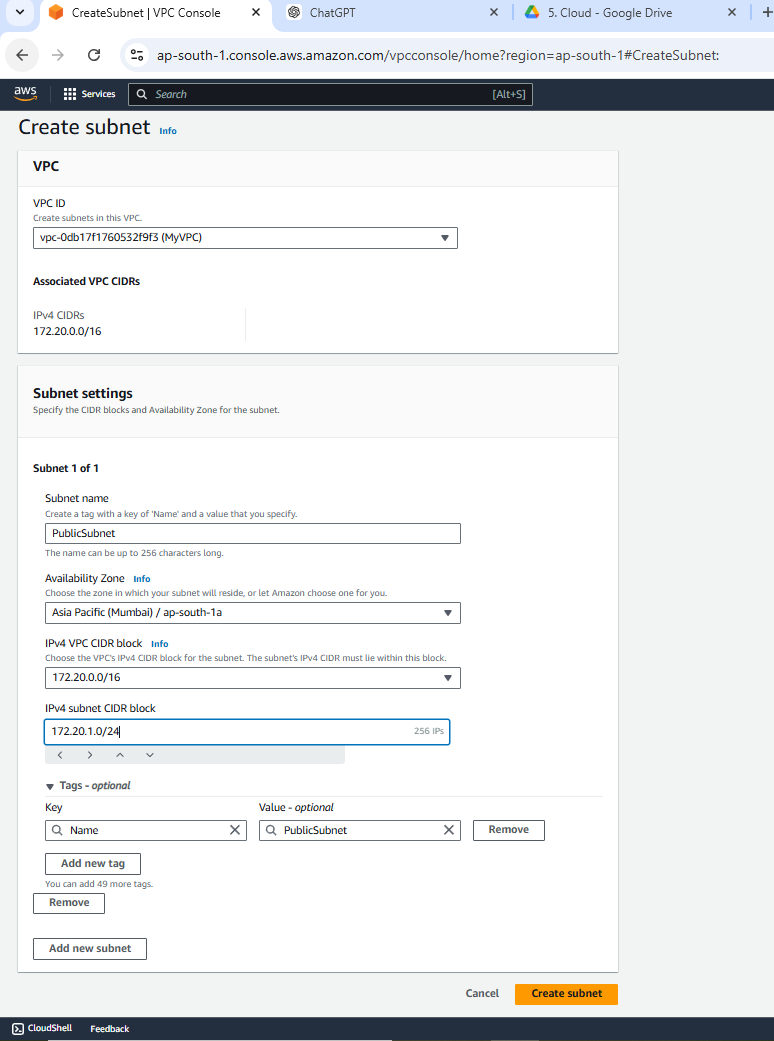 CreateSubnet | VPC Console
ChatGPT
5. Cloud - Google Drive
ap-south-1.console.aws.amazon.com/vpcconsole/home?region=ap-south-1#CreateSubnet:
aws
Services
Search
[Alt+S]
Create subnet Info
VPC
VPC ID
Create subnets in this VPC.
vpc-0db17f1760532f9f3 (MyVPC)
Associated VPC CIDRs
IPv4 CIDRs
172.20.0.0/16
Subnet settings
Specify the CIDR blocks and Availability Zone for the subnet.
Subnet 1 of 1
Subnet name
Create a tag with a key of 'Name' and a value that you specify.
PublicSubnet
The name can be up to 256 characters long.
Availability Zone Info
Choose the zone in which your subnet will reside, or let Amazon choose one for you.
Asia Pacific (Mumbai) / ap-south-1a
IPv4 VPC CIDR block Info
Choose the VPC's IPv4 CIDR block for the subnet. The subnet's IPv4 CIDR must lie within this block.
172.20.0.0/16
IPv4 subnet CIDR block
172.20.1.0/24 256 IPs
Tags - optional
Key Value - optional
Name PublicSubnet Remove
Add new tag
You can add 49 more tags.
Remove
Add new subnet
Cancel Create subnet
CloudShell Feedback